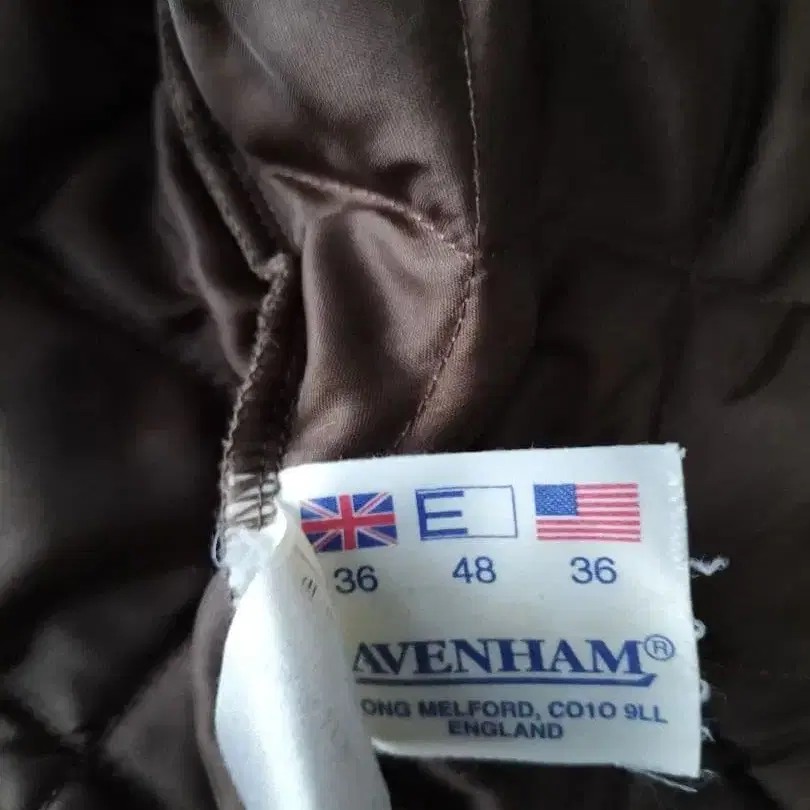 E
36 48 36
AVENHAM®
ONG MELFORD, CO10 9LL
ENGLAND